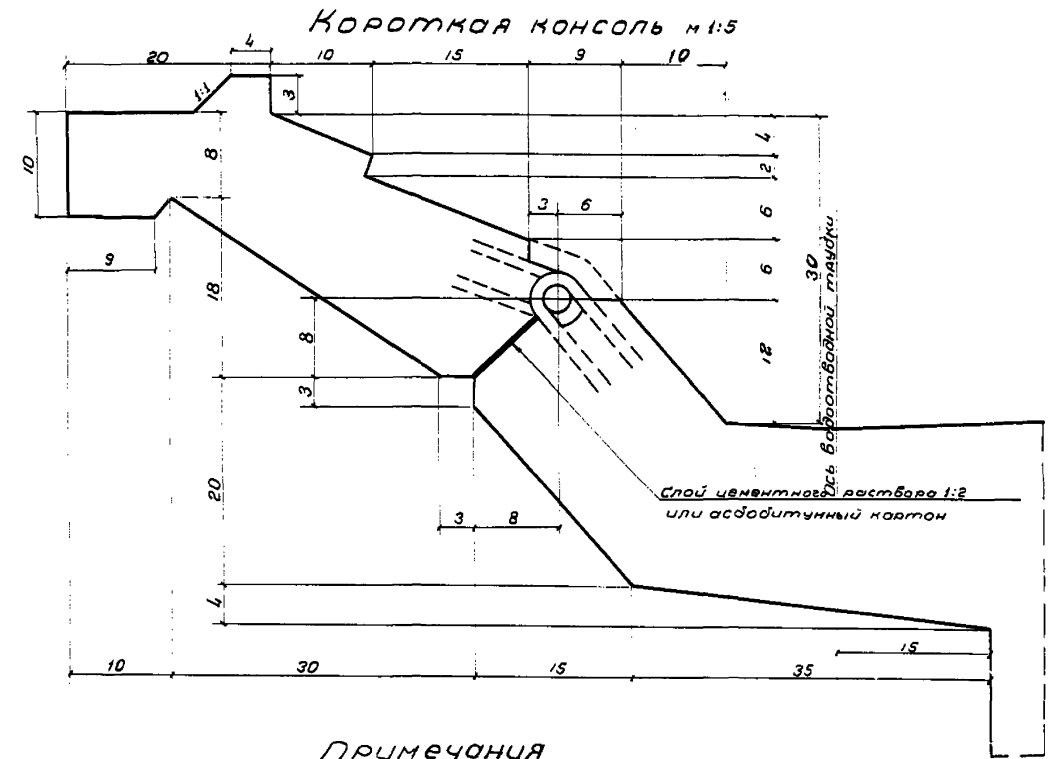 Короткая консоль м 1:5
4
20 10 15 9 10
1:1
3
10
8
4
2
3 6
6
9
18
8
6
30
12
3
Ось водоотводной трубки
20
Слой цементного раствора 1:2
или асбобитумный картон
3 8
4
15
10 30 15 35
Примечания